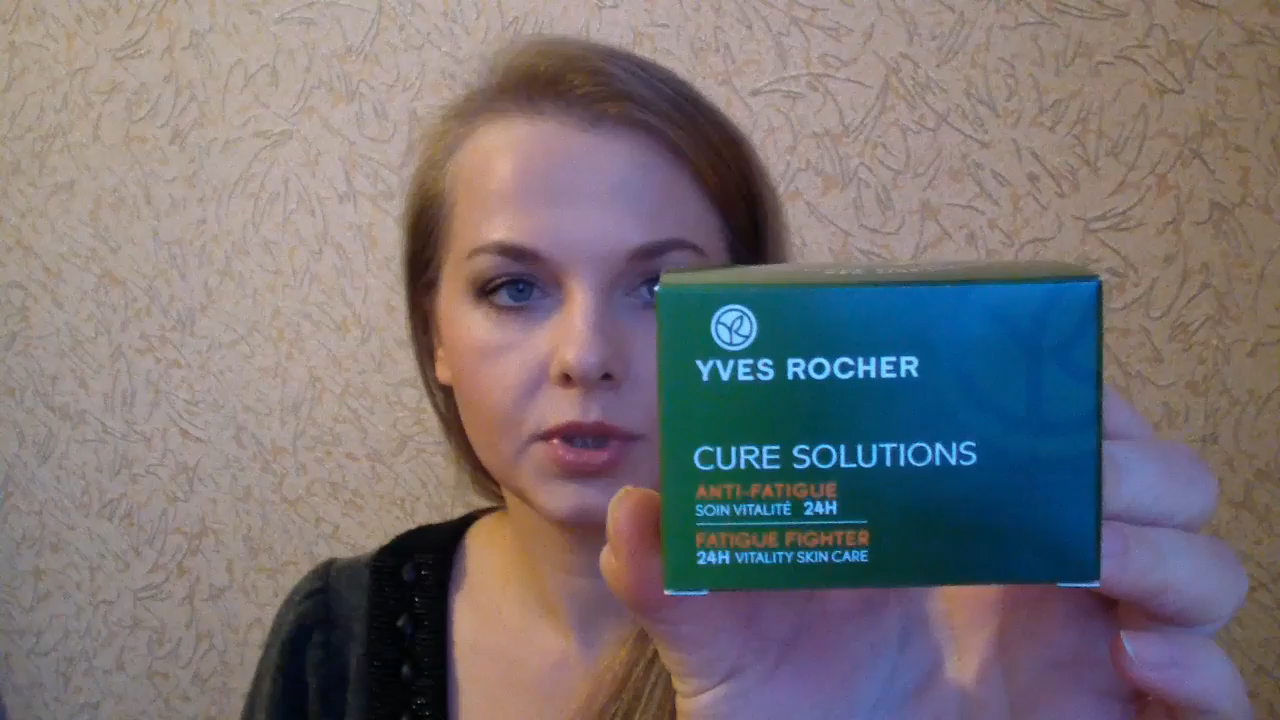 YVES ROCHER
CURE SOLUTIONS
ANTI-FATIGUE
SOIN VITALITÉ 24H
FATIGUE FIGHTER
24H VITALITY SKIN CARE